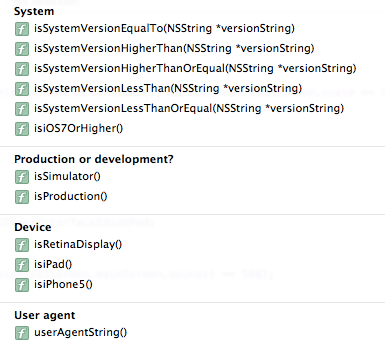 System
isSystemVersionEqualTo(NSString *versionString)
isSystemVersionHigherThan(NSString *versionString)
isSystemVersionHigherThanOrEqual(NSString *versionString)
isSystemVersionLessThan(NSString *versionString)
isSystemVersionLessThanOrEqual(NSString *versionString)
isiOS7OrHigher()
Production or development?
isSimulator()
isProduction()
Device
isRetinaDisplay()
isiPad()
isiPhone5()
User agent
userAgentString()